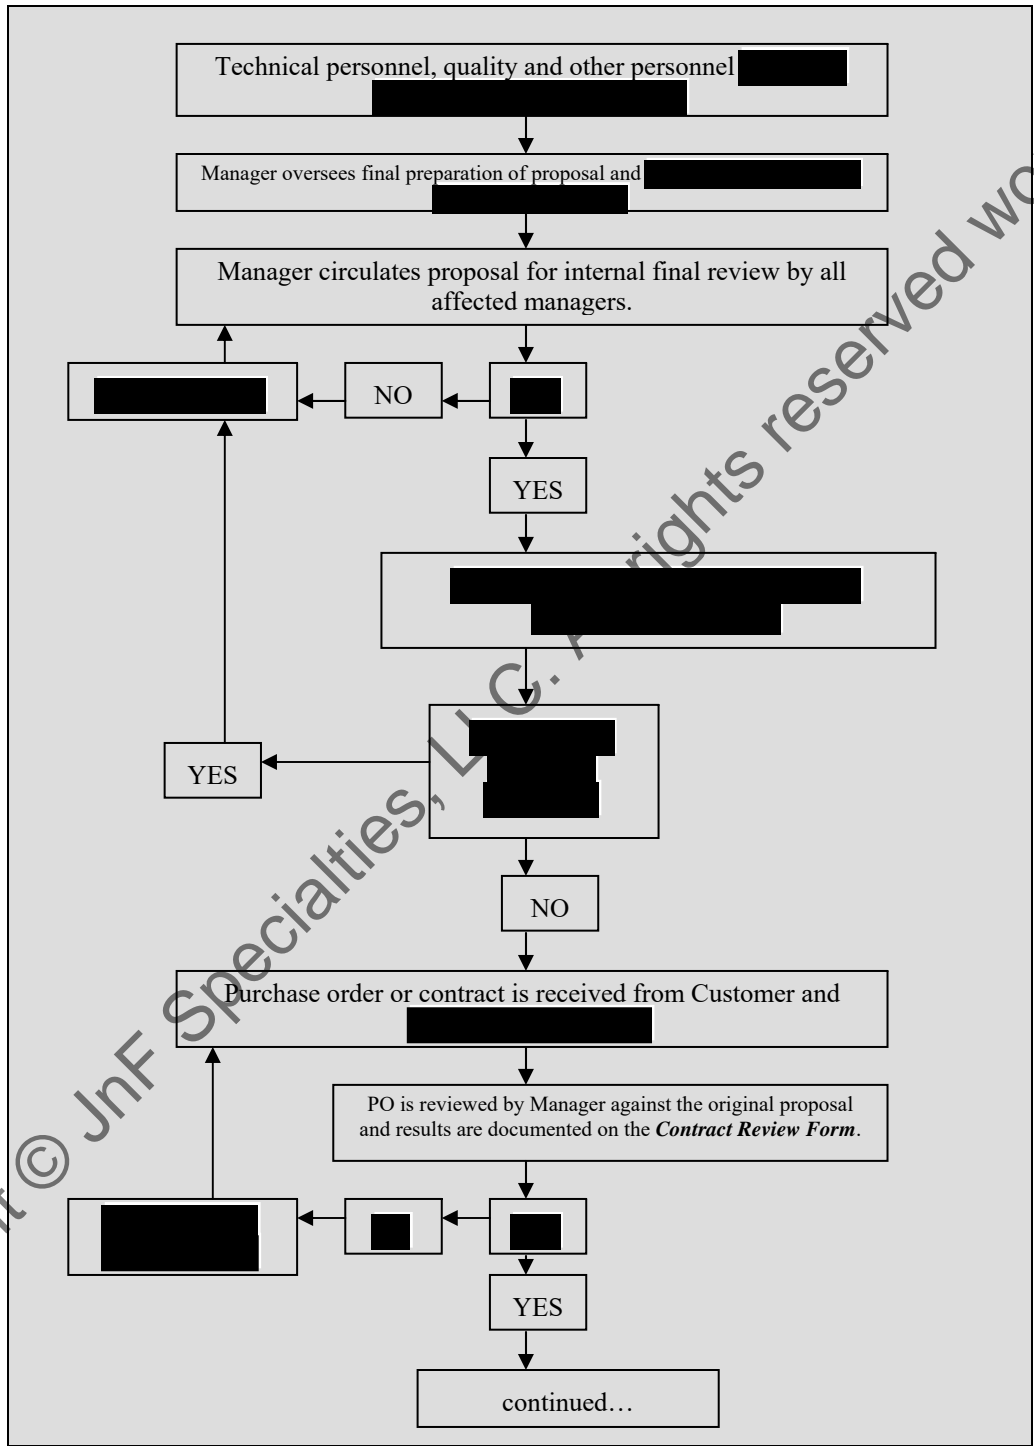 Technical personnel, quality and other personnel
Manager oversees final preparation of proposal and
Manager circulates proposal for internal final review by all
affected managers.
NO
YES
YES
NO
Purchase order or contract is received from Customer and
PO is reviewed by Manager against the original proposal
and results are documented on the Contract Review Form.
YES
continued…
© JnF Specialties, LLC. rights reserved